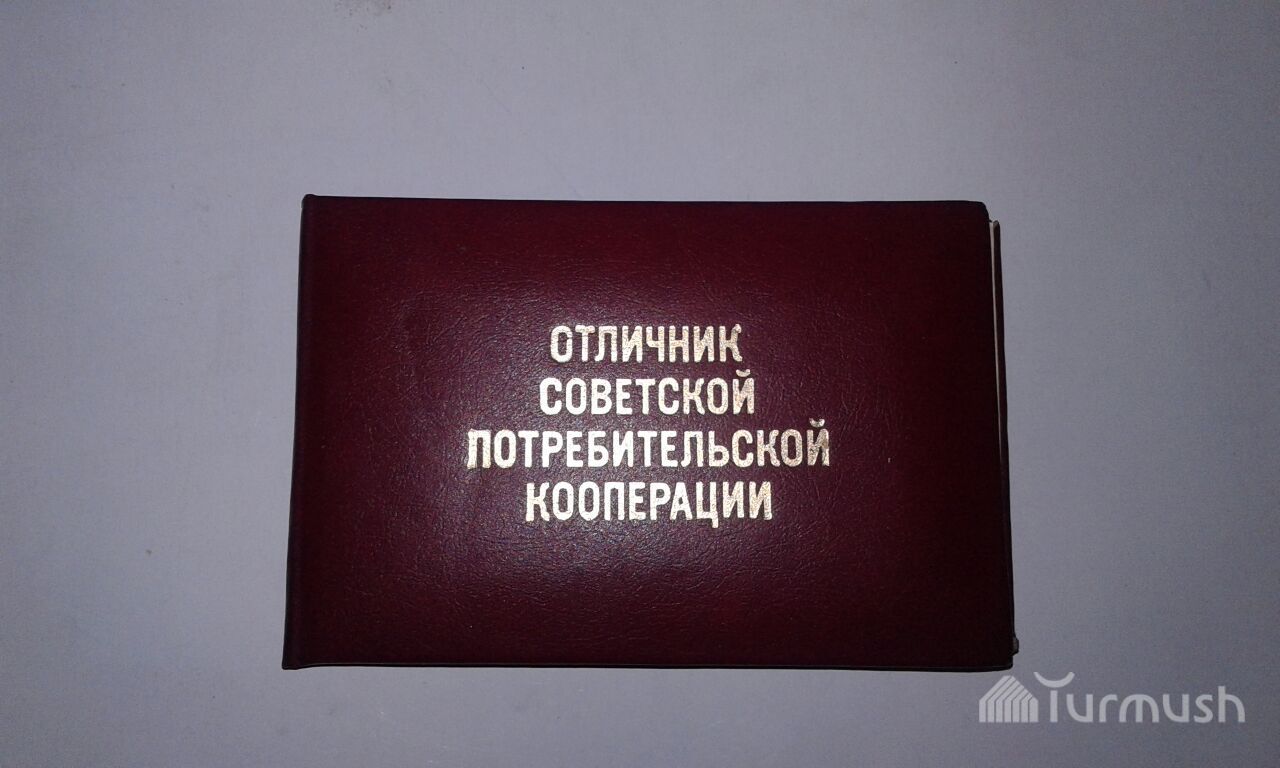 ОТЛИЧНИК
СОВЕТСКОЙ
ПОТРЕБИТЕЛЬСКОЙ
КООПЕРАЦИИ
Turmush